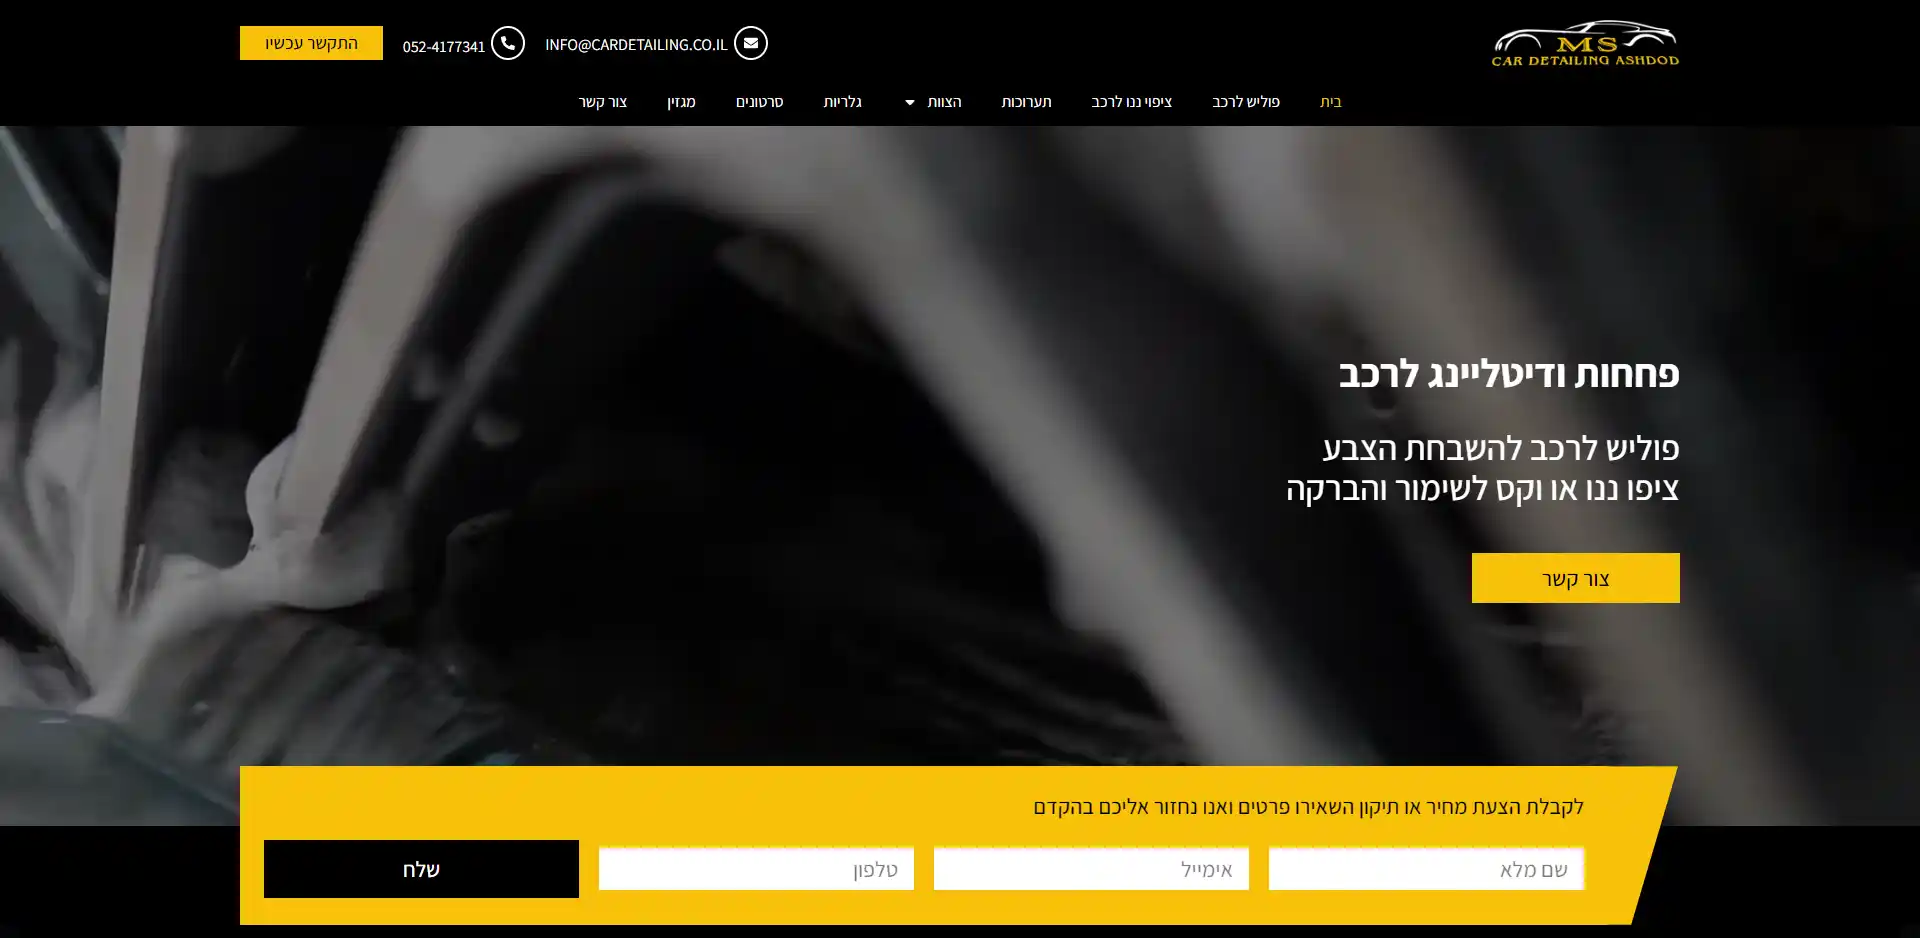 MS
CAR DETAILING ASHDOD
INFO@CARDETAILING.CO.IL
052-4177341
התקשר עכשיו
בית
פוליש לרכב
ציפוי ננו לרכב
תערוכות
הצוות
גלריות
סרטונים
מגזין
צור קשר
פחחות ודיטליינג לרכב
פוליש לרכב להשבחת הצבע
ציפו ננו או וקס לשימור והברקה
צור קשר
לקבלת הצעת מחיר או תיקון השאירו פרטים ואנו נחזור אליכם בהקדם
שם מלא
אימייל
טלפון
שלח